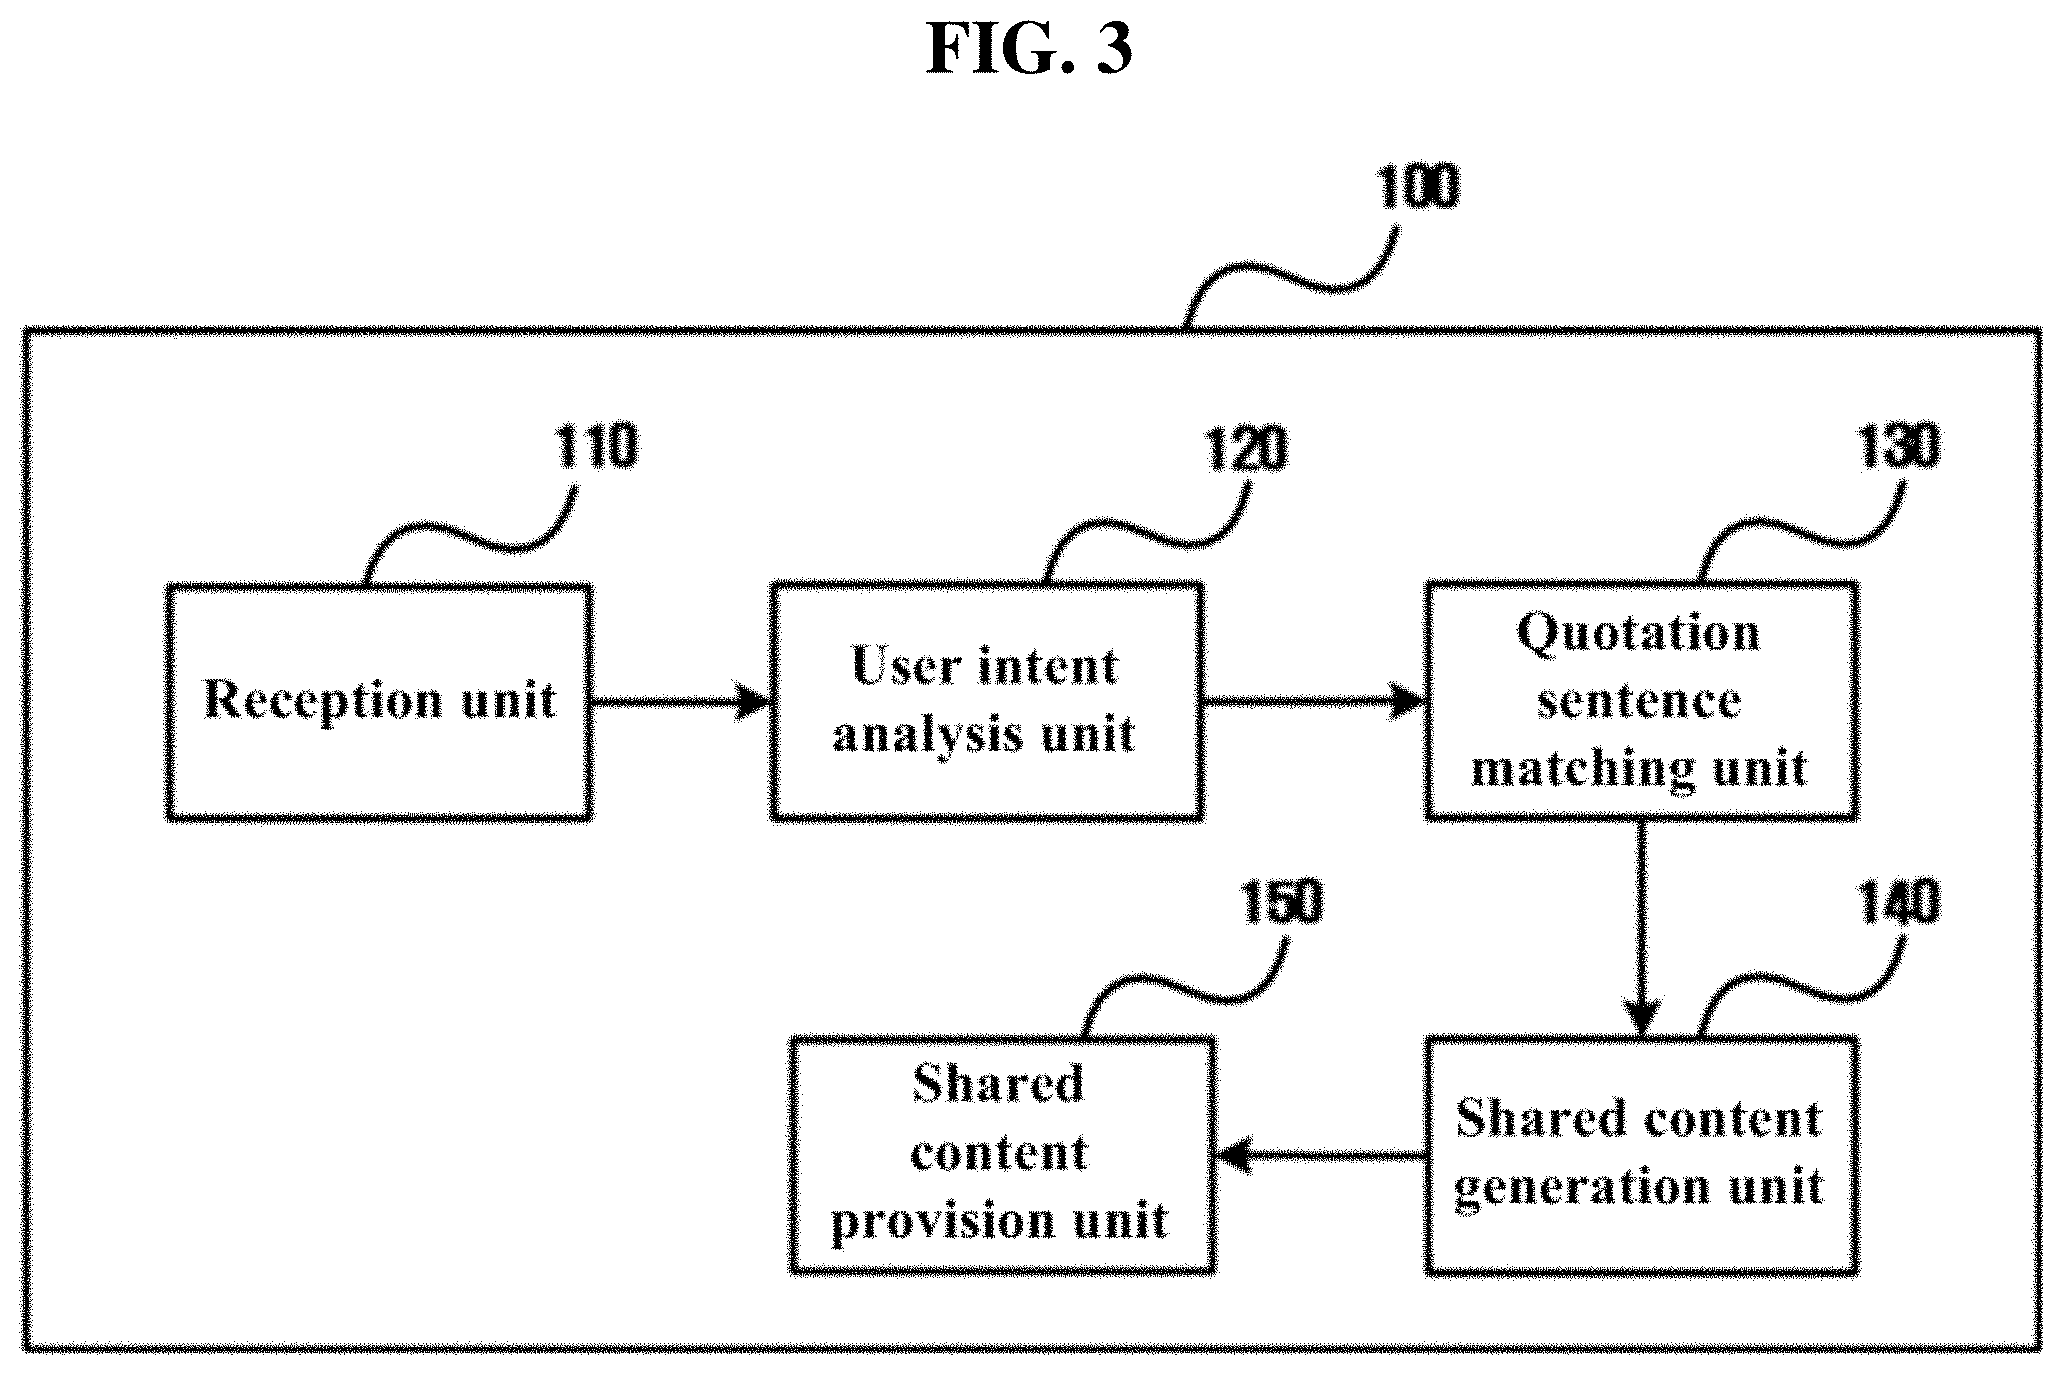 FIG. 3
100
110
120
130
Reception unit
User intent
analysis unit
Quotation
sentence
matching unit
150
140
Shared
content
provision unit
Shared content
generation unit